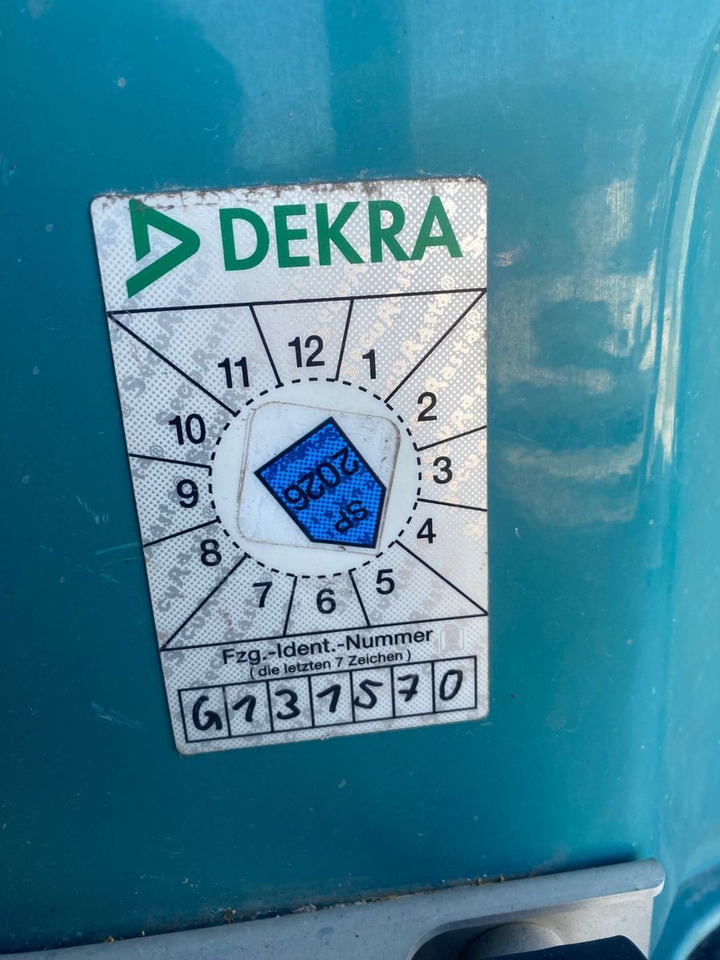 DEKRA
11 12 1
10 2
9 3
8 4
7 6 5
SP
2026
Fzg.-Ident.-Nummer
(die letzten 7 Zeichen)
G131570